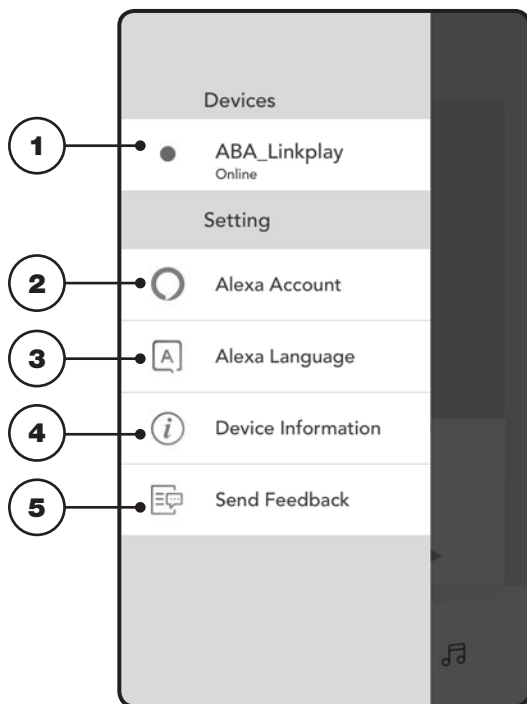 Devices
1
ABA_Linkplay
Online
Setting
2
Alexa Account
3
A
Alexa Language
4
i
Device Information
5
Send Feedback